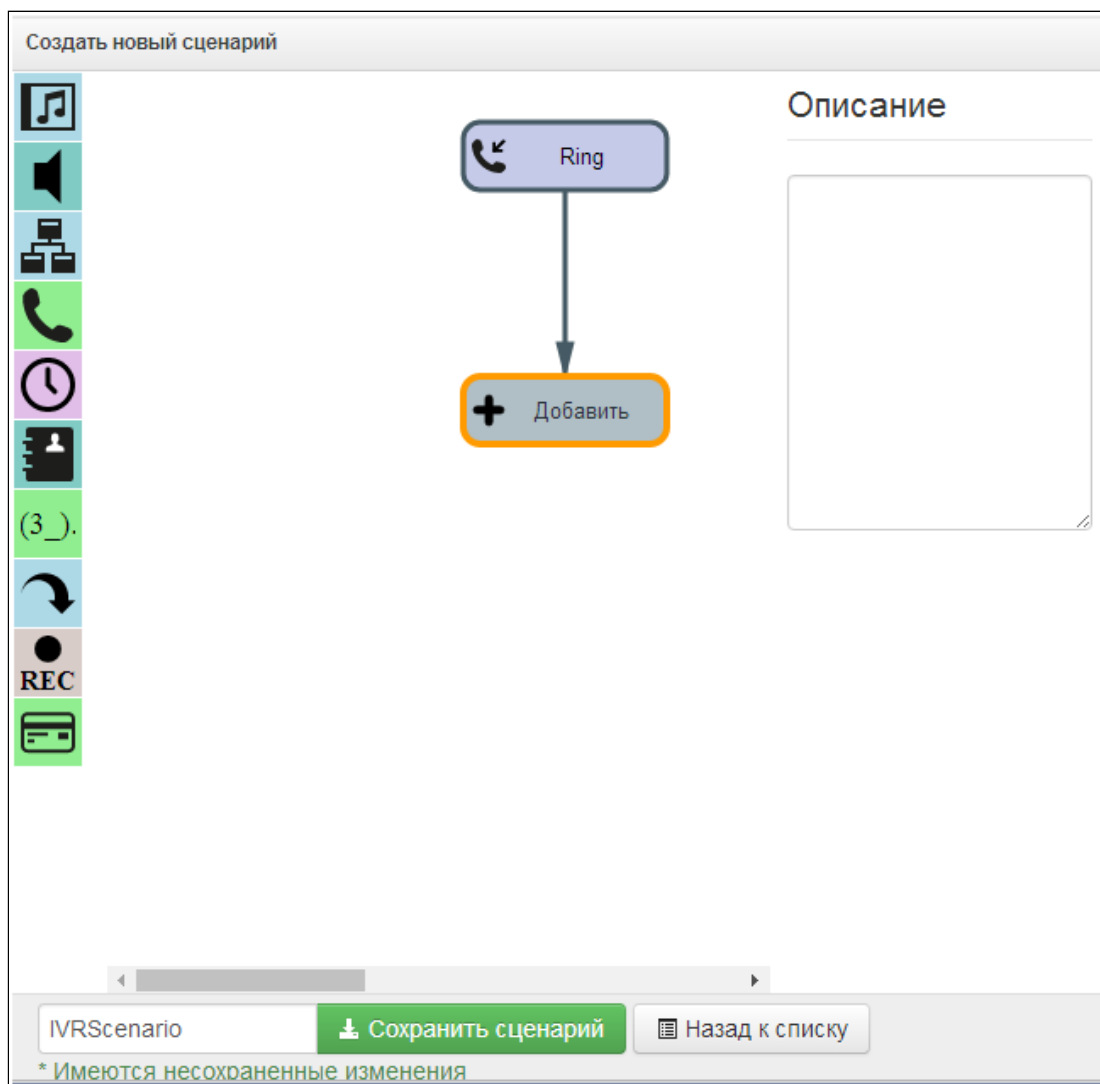 Создать новый сценарий
Описание
Ring
Добавить
(3_).
REC
IVRScenario
Сохранить сценарий
Назад к списку
* Имеются несохраненные изменения